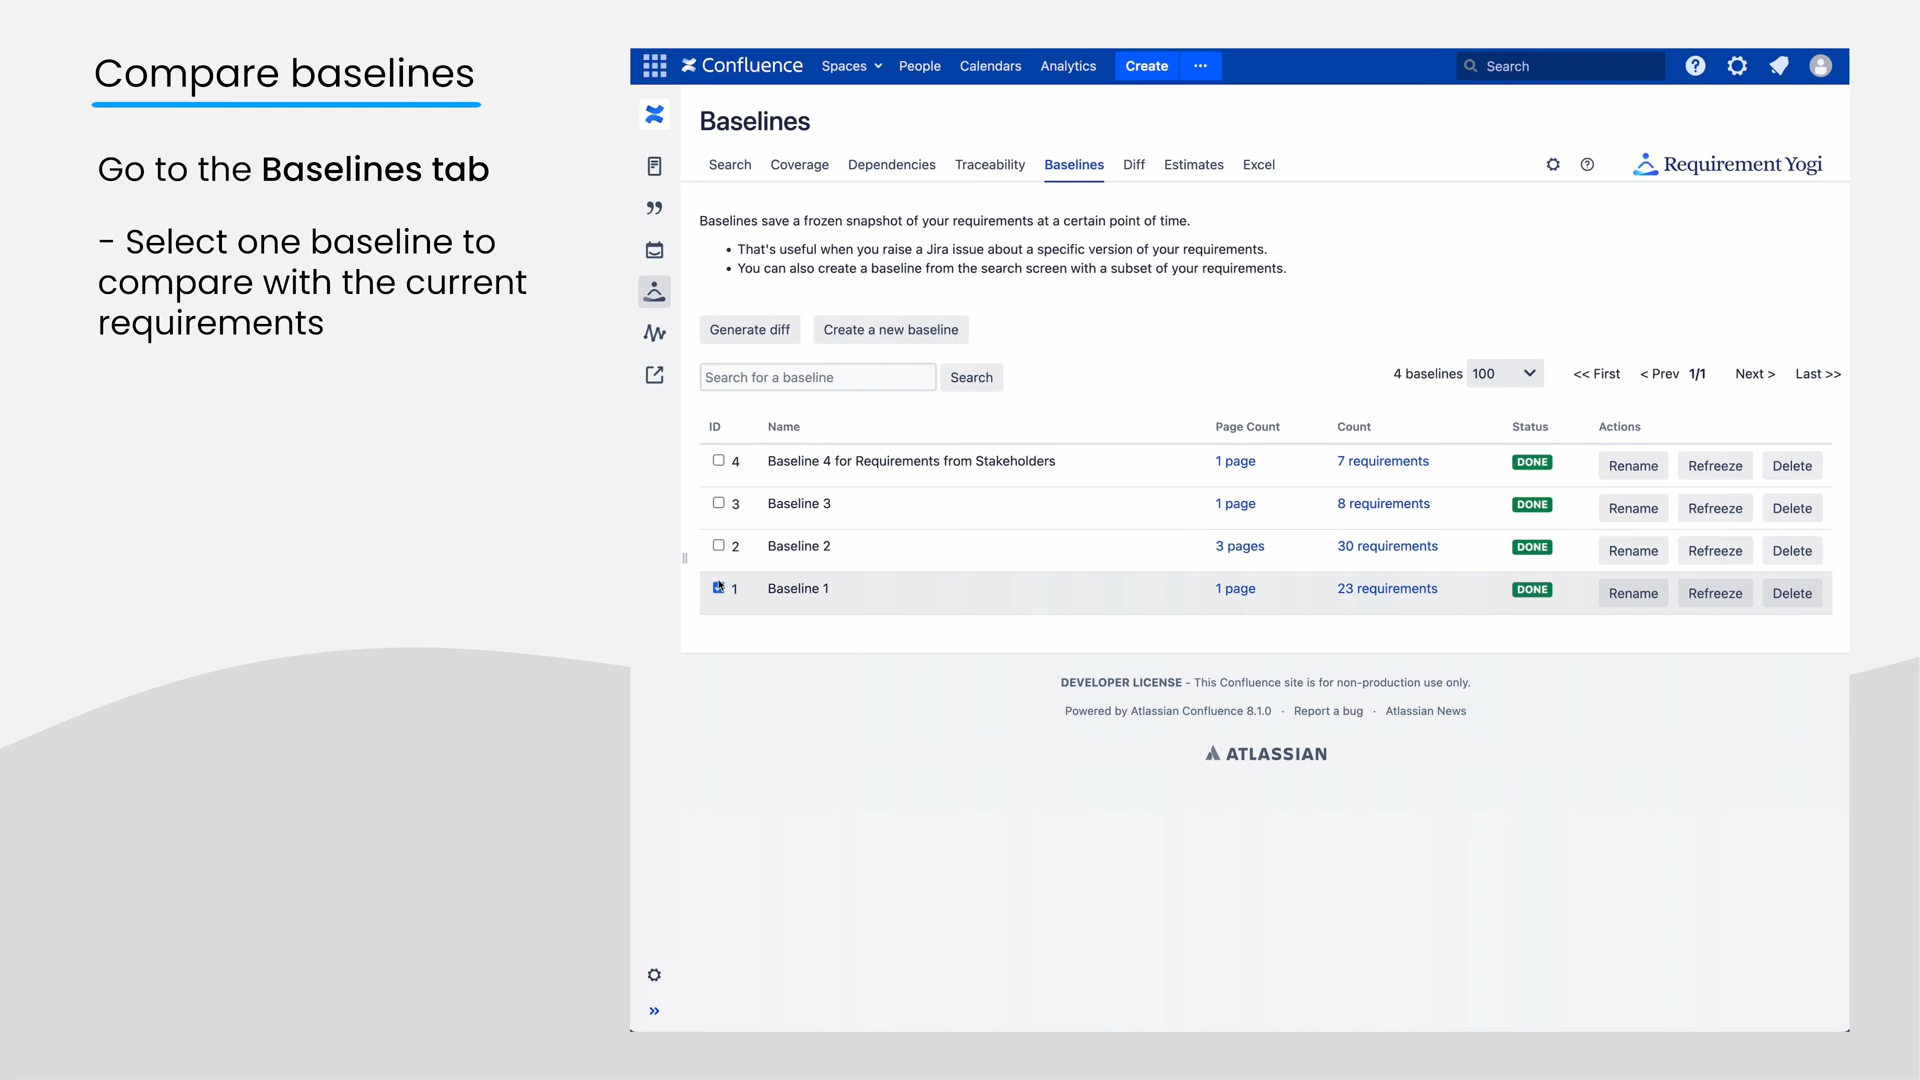 Compare baselines
Go to the Baselines tab
- Select one baseline to
compare with the current
requirements
Confluence Spaces People Calendars Analytics Create ··· Search
Baselines
Search Coverage Dependencies Traceability Baselines Diff Estimates Excel Requirement Yogi
Baselines save a frozen snapshot of your requirements at a certain point of time.
• That's useful when you raise a Jira issue about a specific version of your requirements.
• You can also create a baseline from the search screen with a subset of your requirements.
Generate diff Create a new baseline
Search for a baseline Search 4 baselines 100 << First < Prev 1/1 Next > Last >>
ID Name Page Count Count Status Actions
4 Baseline 4 for Requirements from Stakeholders 1 page 7 requirements DONE Rename Refreeze Delete
3 Baseline 3 1 page 8 requirements DONE Rename Refreeze Delete
2 Baseline 2 3 pages 30 requirements DONE Rename Refreeze Delete
1 Baseline 1 1 page 23 requirements DONE Rename Refreeze Delete
DEVELOPER LICENSE - This Confluence site is for non-production use only.
Powered by Atlassian Confluence 8.1.0 · Report a bug · Atlassian News
ATLASSIAN